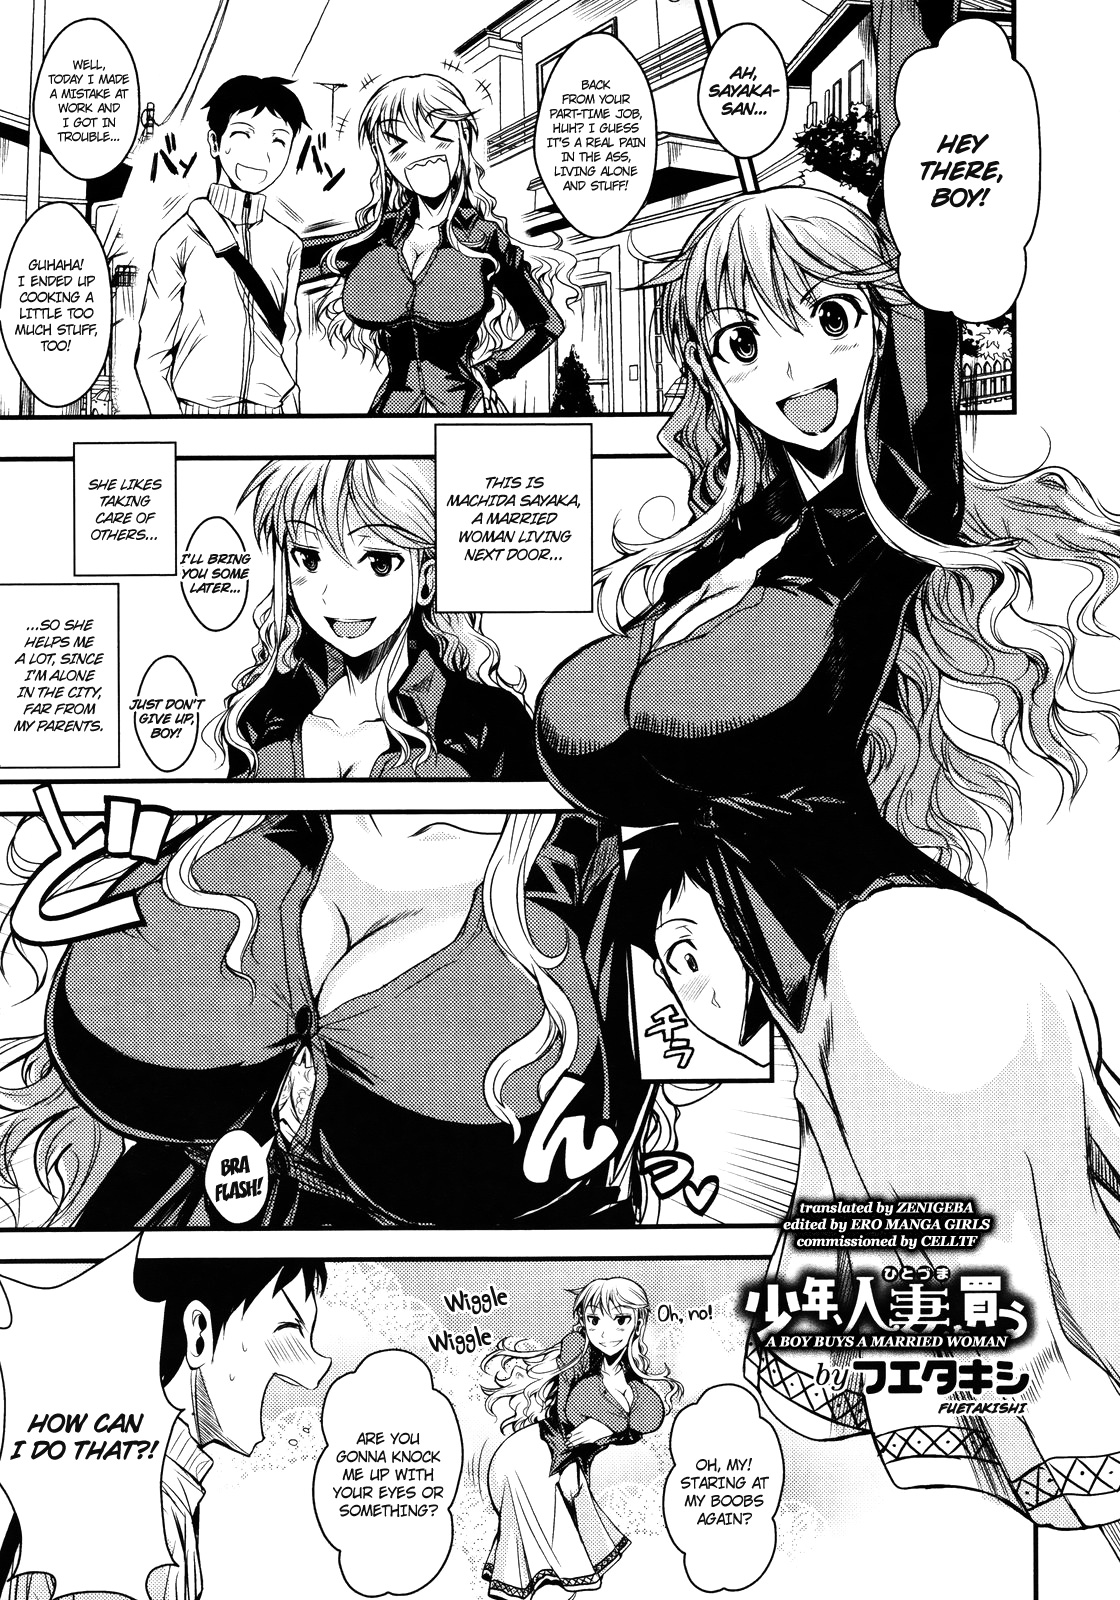 HEY
THERE,
BOY!
AH,
SAYAKA-
SAN...
BACK
FROM YOUR
PART-TIME JOB,
HUH? I GUESS
IT'S A REAL PAIN
IN THE ASS,
LIVING ALONE
AND STUFF!
WELL,
TODAY I MADE
A MISTAKE AT
WORK AND
I GOT IN
TROUBLE...
バン
バン
GUHAHA!
I ENDED UP
COOKING A
LITTLE TOO
MUCH STUFF,
TOO!
THIS IS
MACHIDA SAYAKA,
A MARRIED
WOMAN LIVING
NEXT DOOR...
SHE LIKES
TAKING
CARE OF
OTHERS...
I'LL BRING
YOU SOME
LATER...
...SO SHE
HELPS ME
A LOT, SINCE
I'M ALONE
IN THE CITY,
FAR FROM
MY PARENTS.
JUST DON'T
GIVE UP,
BOY!
チラ
BRA
FLASH!
translated by ZENIGEBA
edited by ERO MANGA GIRLS
commissioned by CELLTF
ひとづま
少年、人妻、買う
A BOY BUYS A MARRIED WOMAN
by フエタキシ
FUETAKISHI
Oh, no!
Wiggle
Wiggle
OH, MY!
STARING AT
MY BOOBS
AGAIN?
ARE YOU
GONNA KNOCK
ME UP WITH
YOUR EYES OR
SOMETHING?
HOW CAN
I DO THAT?!